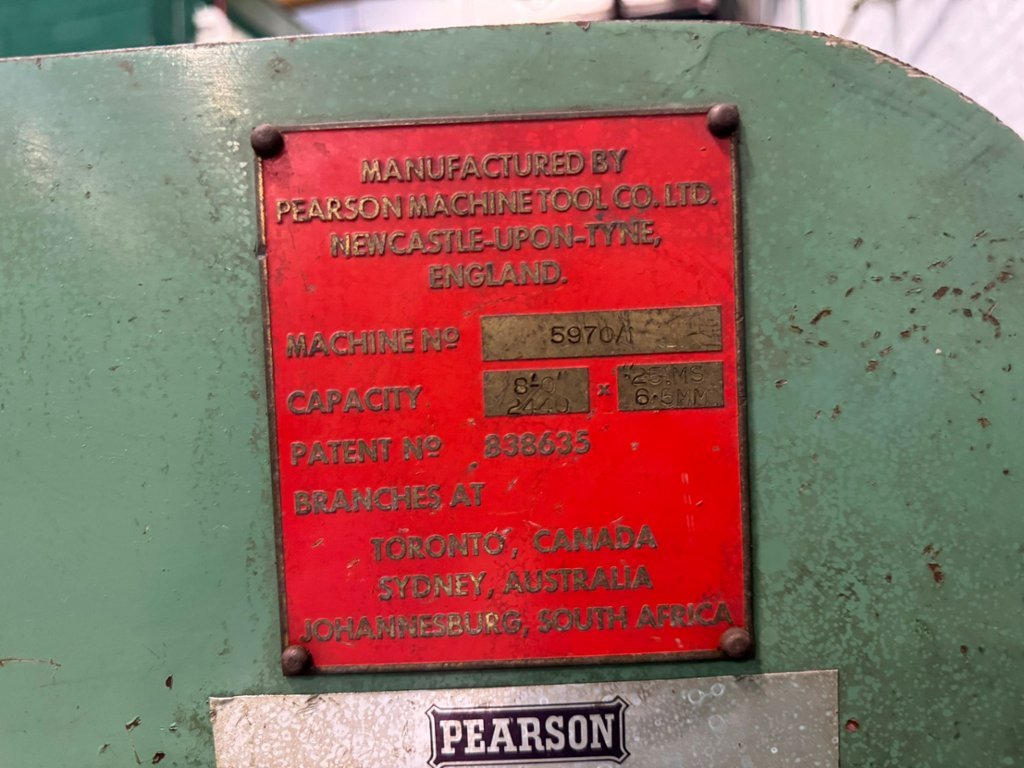 MANUFACTURED BY
PEARSON MACHINE TOOL CO. LTD.
NEWCASTLE-UPON-TYNE,
ENGLAND.
MACHINE Nº 5970/1
CAPACITY 8'-0" × ·25 MS
2440 6·5MM
PATENT Nº 838635
BRANCHES AT
TORONTO, CANADA
SYDNEY, AUSTRALIA
JOHANNESBURG, SOUTH AFRICA
PEARSON